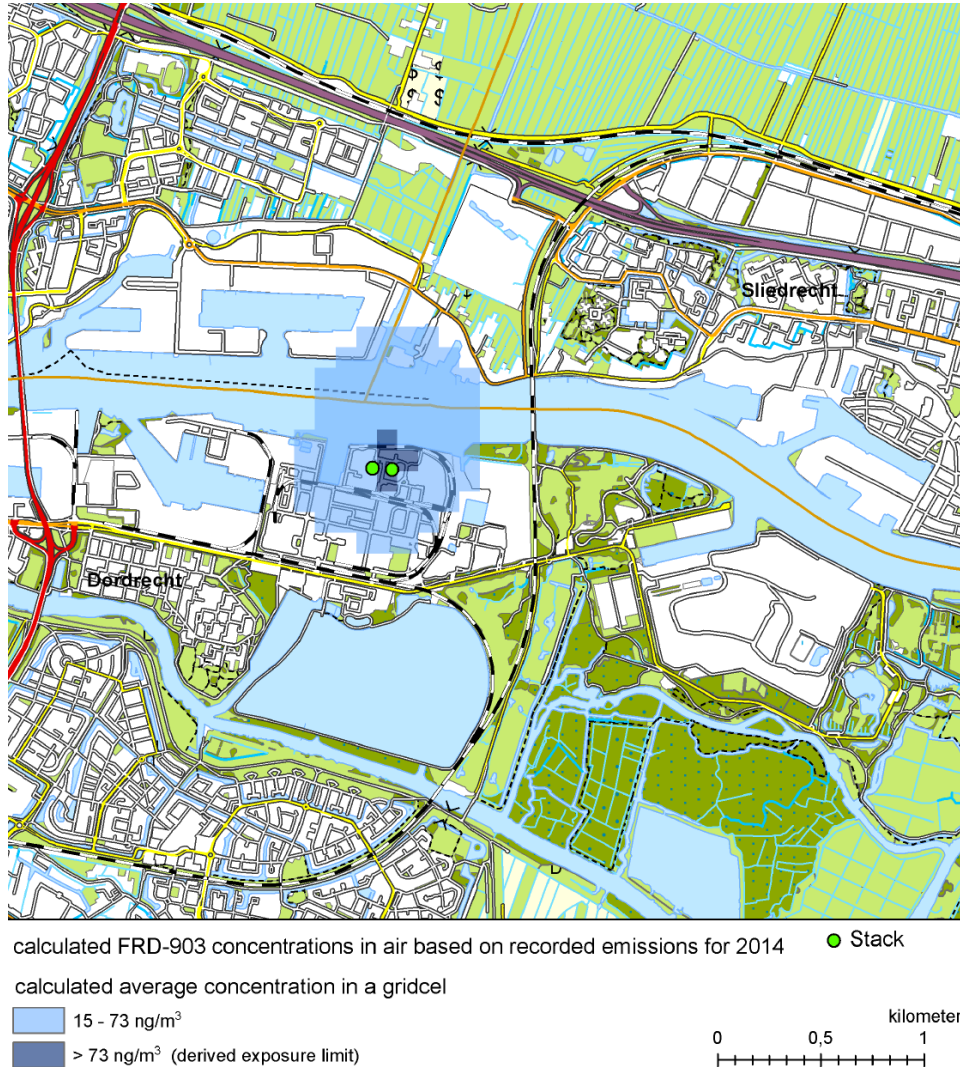 Sliedrecht
Dordrecht
D
calculated FRD-903 concentrations in air based on recorded emissions for 2014
Stack
calculated average concentration in a gridcel
15 - 73 ng/m³
> 73 ng/m³ (derived exposure limit)
kilometer
0 0,5 1